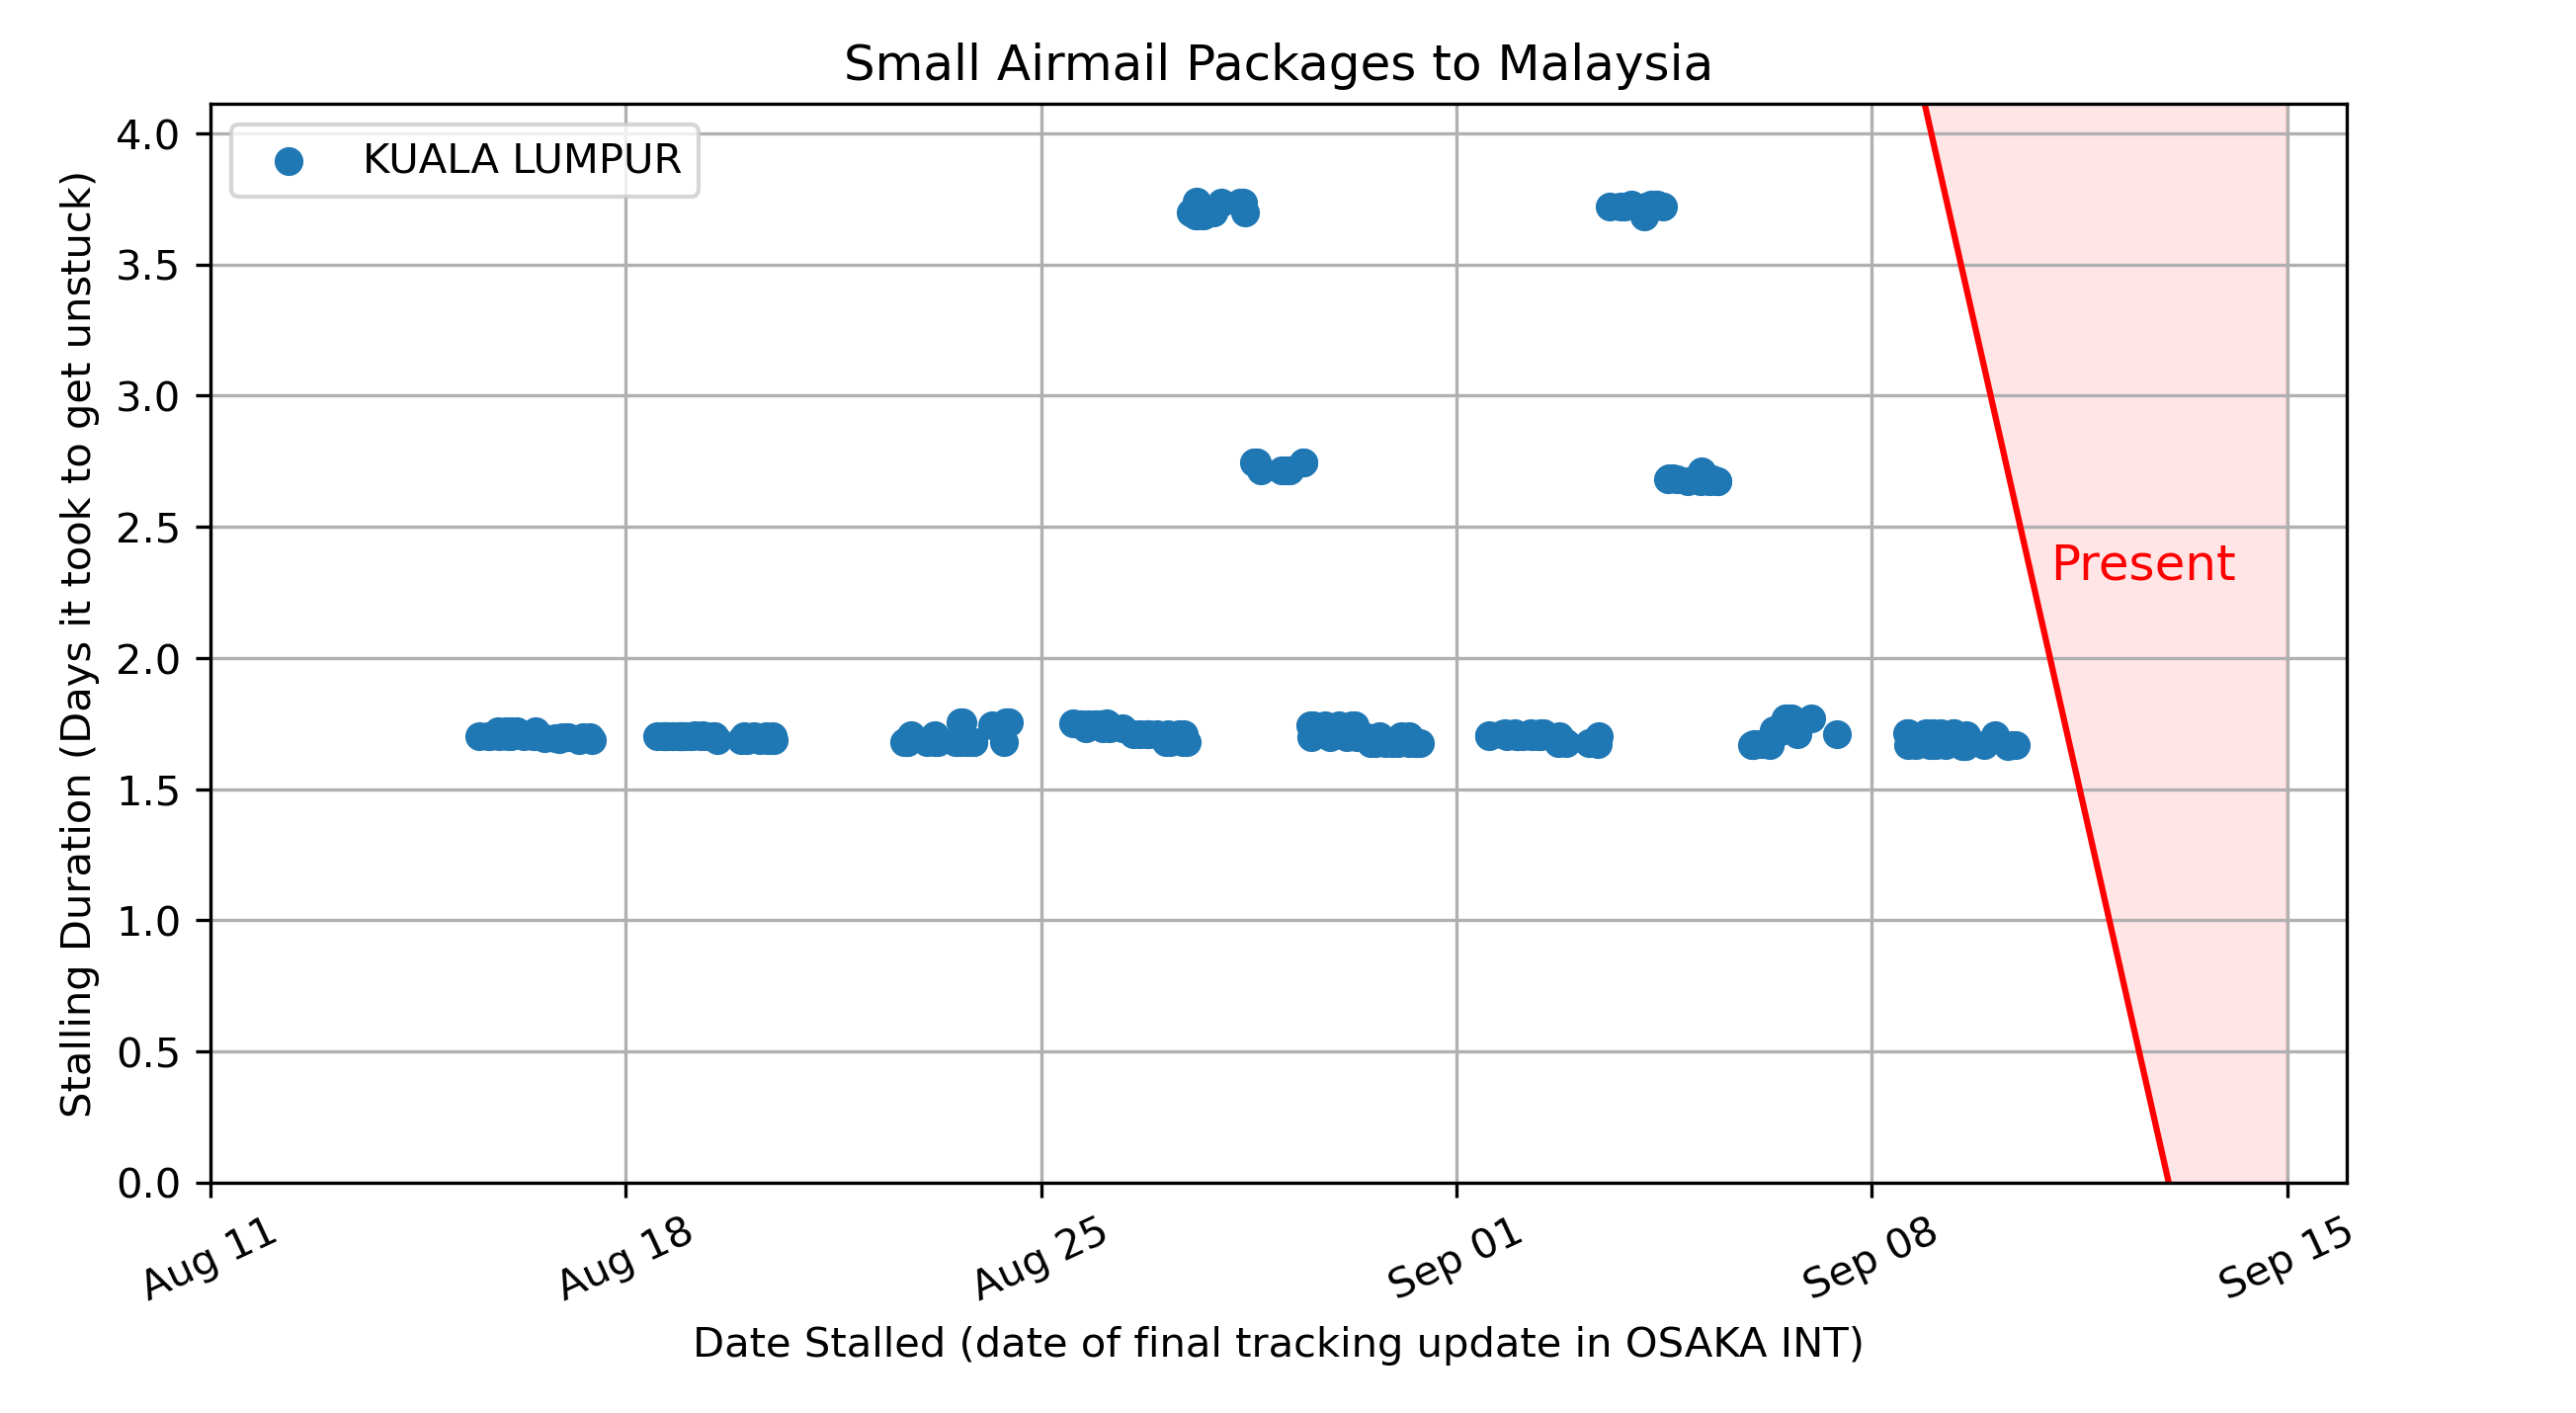 Small Airmail Packages to Malaysia
KUALA LUMPUR
Stalling Duration (Days it took to get unstuck)
4.0
3.5
3.0
2.5
2.0
1.5
1.0
0.5
0.0
Present
Aug 11
Aug 18
Aug 25
Sep 01
Sep 08
Sep 15
Date Stalled (date of final tracking update in OSAKA INT)